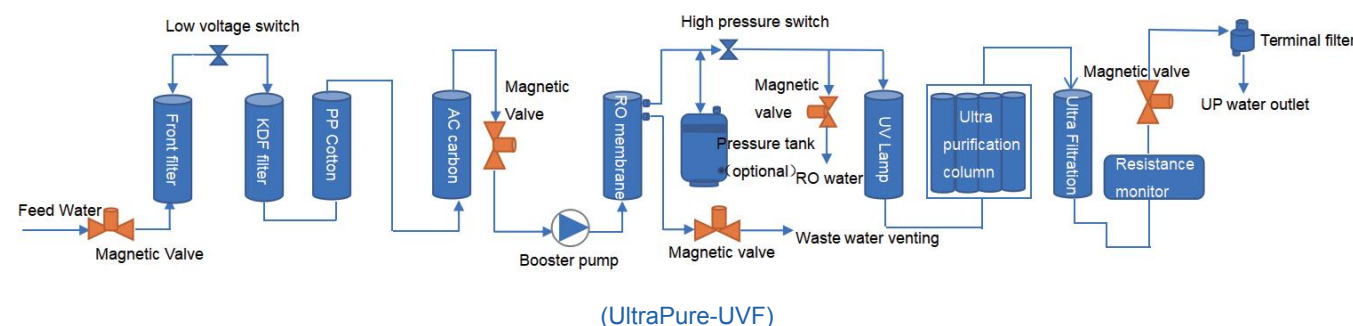 Low voltage switch
High pressure switch
Terminal filter
Magnetic
Valve
Magnetic
valve
Magnetic valve
UP water outlet
Front filter
KDF filter
PP Cotton
AC carbon
RO membrane
Pressure tank
(optional)
RO water
UV Lamp
Ultra
purification
column
Ultra Filtration
Resistance
monitor
Feed Water
Magnetic Valve
Booster pump
Magnetic valve
Waste water venting
(UltraPure-UVF)